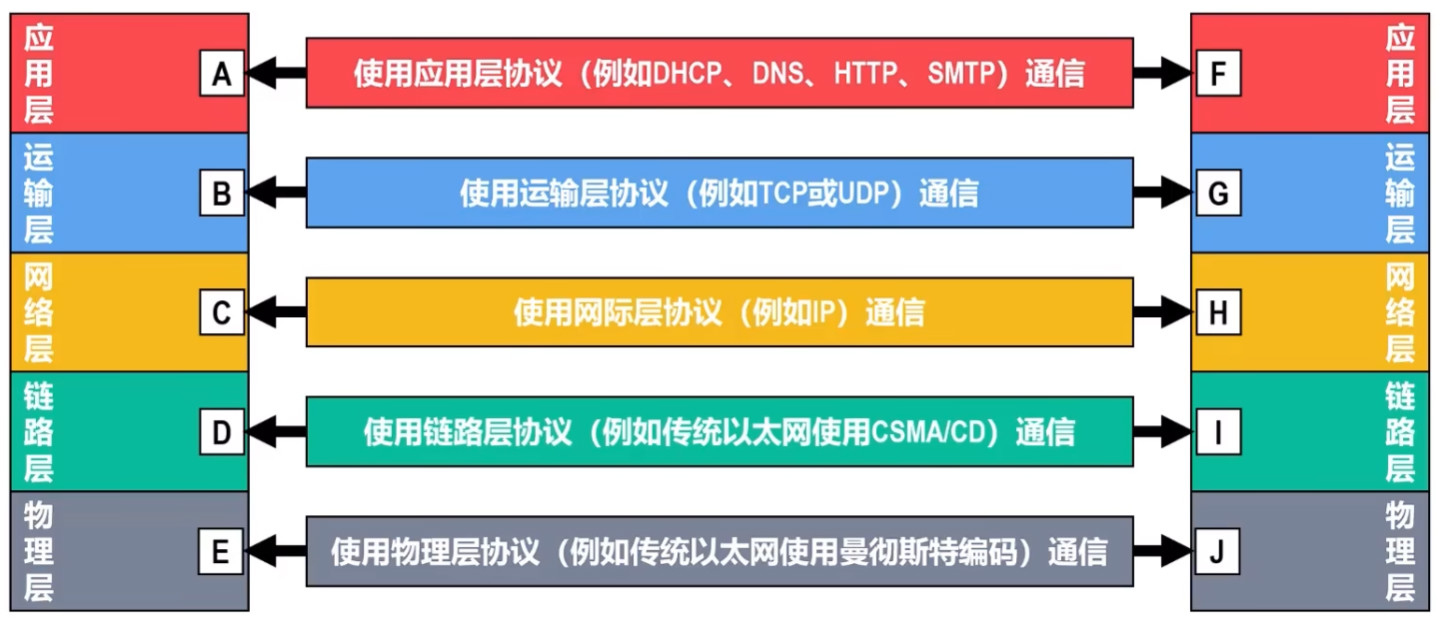 应用层
A
使用应用层协议（例如DHCP、DNS、HTTP、SMTP）通信
F
应用层
运输层
B
使用运输层协议（例如TCP或UDP）通信
G
运输层
网络层
C
使用网际层协议（例如IP）通信
H
网络层
链路层
D
使用链路层协议（例如传统以太网使用CSMA/CD）通信
I
链路层
物理层
E
使用物理层协议（例如传统以太网使用曼彻斯特编码）通信
J
物理层